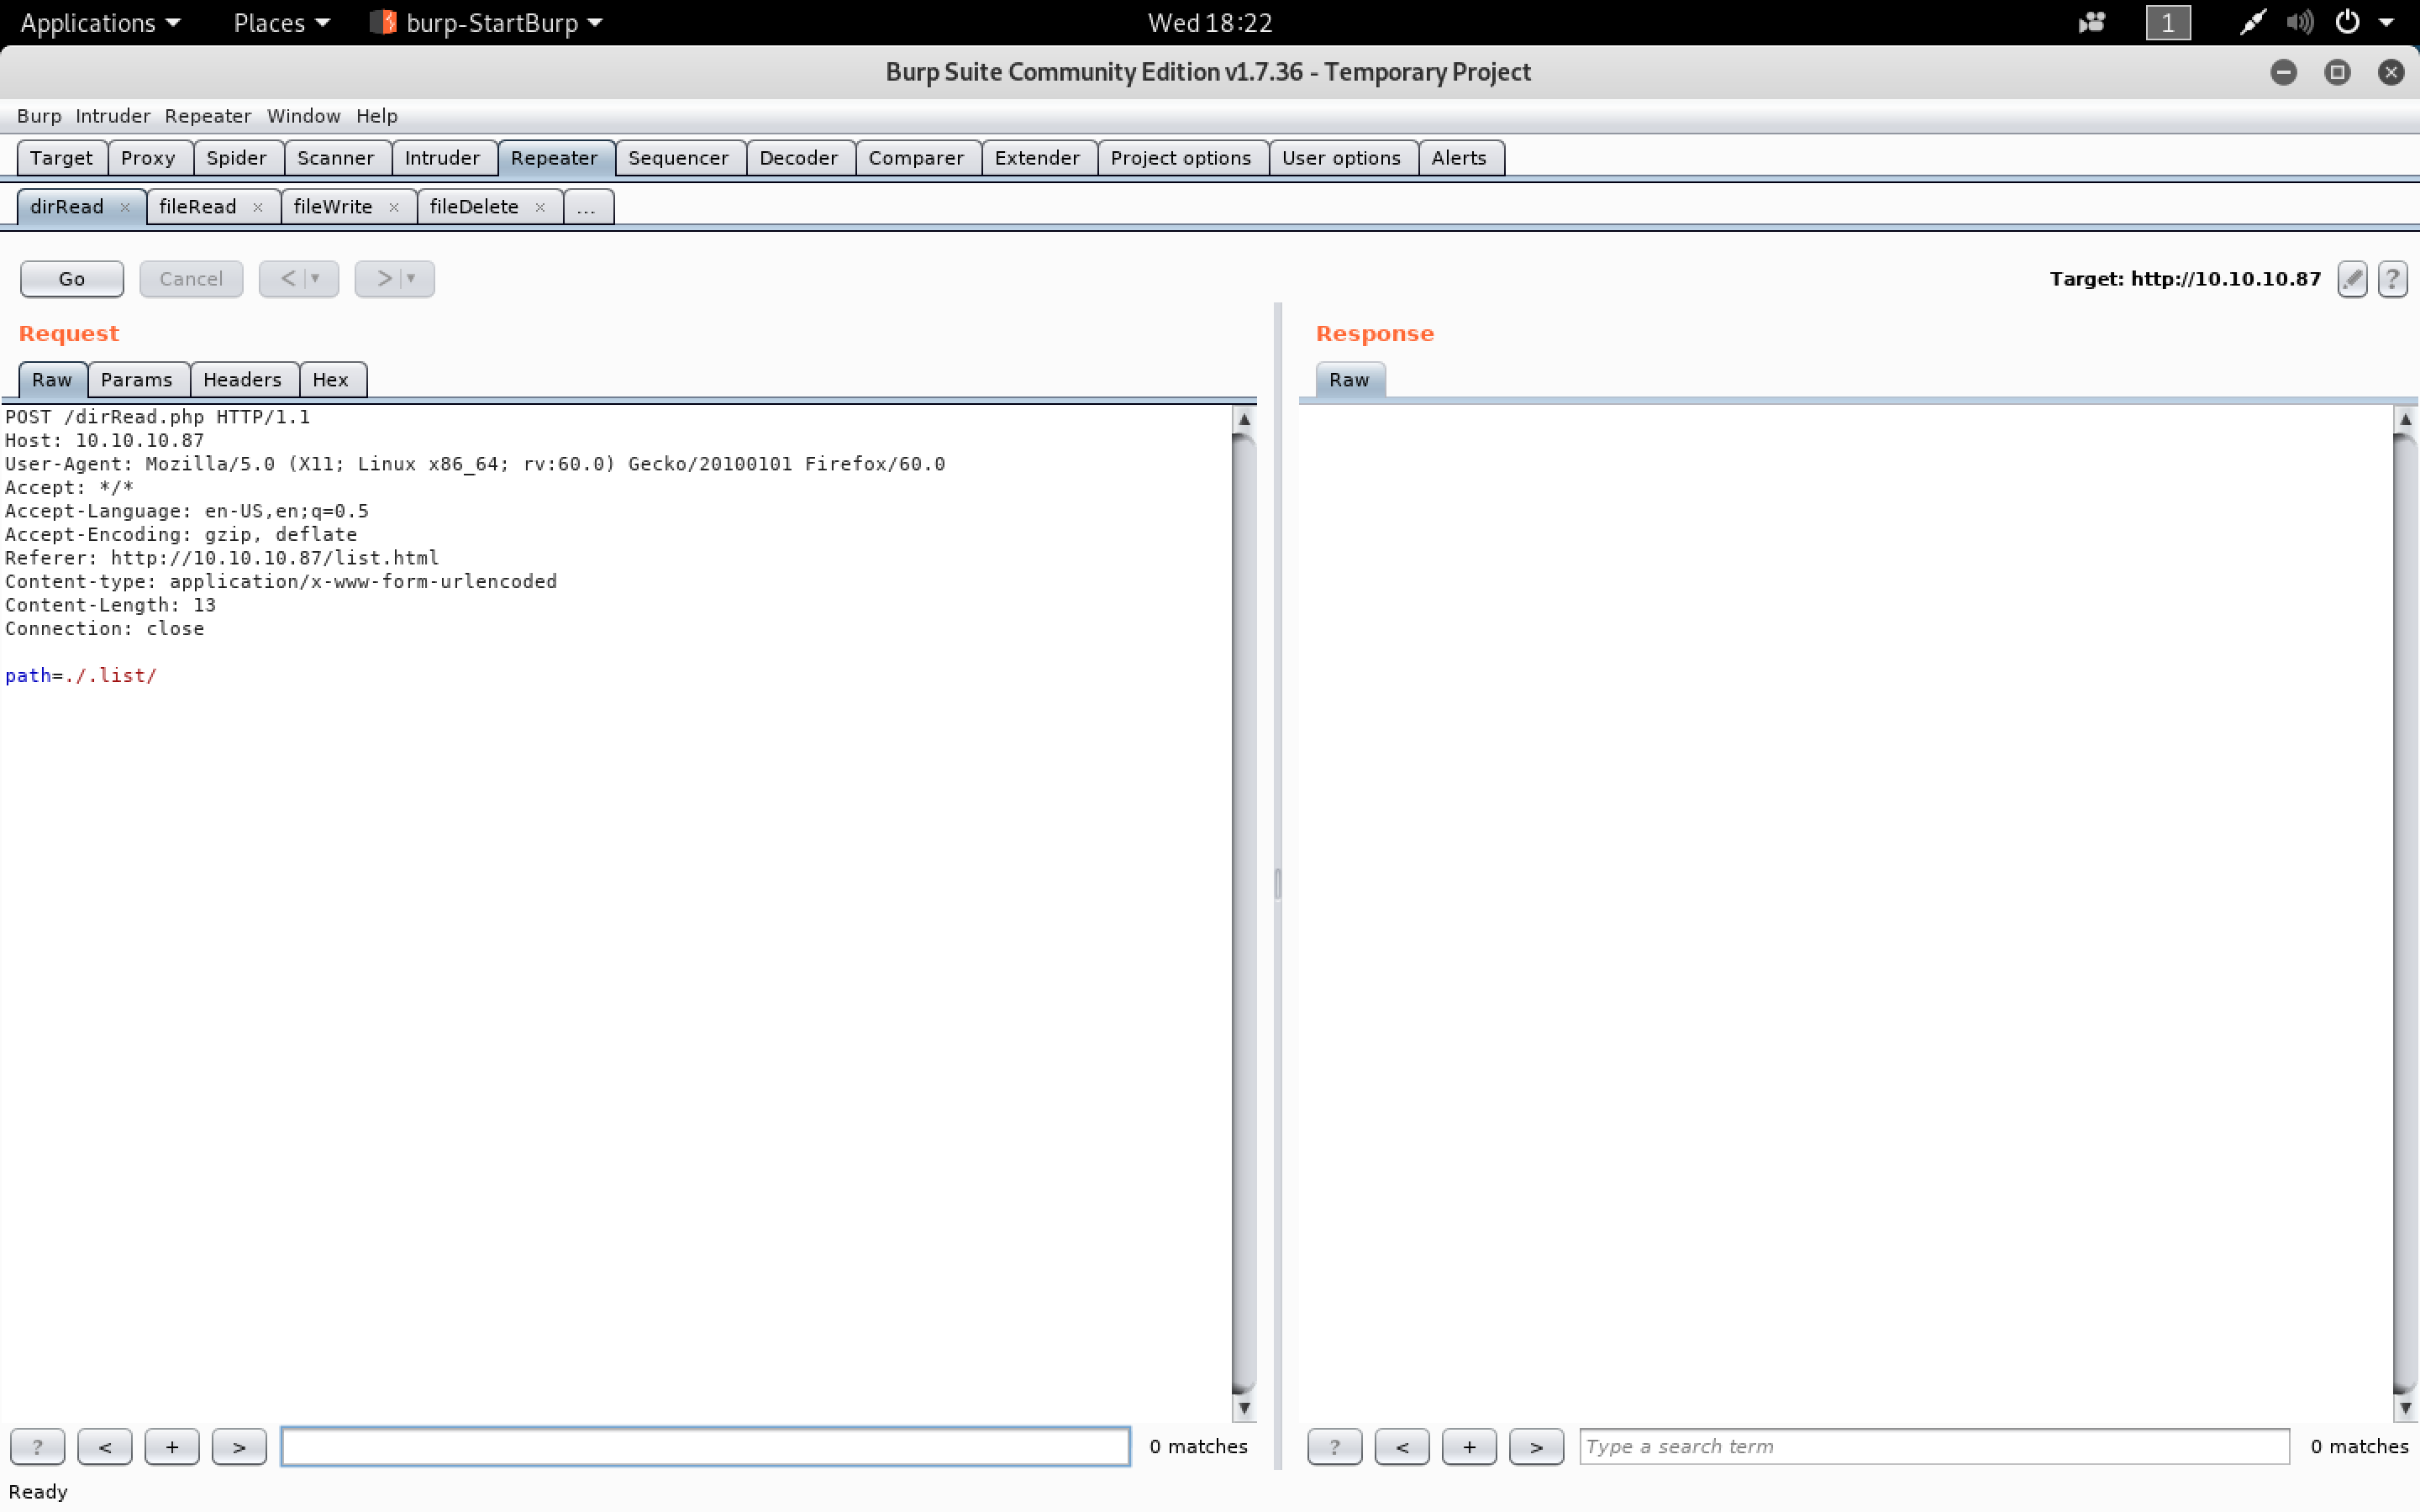 Applications Places burp-StartBurp Wed 18:22 1
Burp Suite Community Edition v1.7.36 - Temporary Project
Burp Intruder Repeater Window Help
Target Proxy Spider Scanner Intruder Repeater Sequencer Decoder Comparer Extender Project options User options Alerts
dirRead × fileRead × fileWrite × fileDelete × ...
Go Cancel < > Target: http://10.10.10.87 ?
Request Response
Raw Params Headers Hex Raw
POST /dirRead.php HTTP/1.1
Host: 10.10.10.87
User-Agent: Mozilla/5.0 (X11; Linux x86_64; rv:60.0) Gecko/20100101 Firefox/60.0
Accept: */*
Accept-Language: en-US,en;q=0.5
Accept-Encoding: gzip, deflate
Referer: http://10.10.10.87/list.html
Content-type: application/x-www-form-urlencoded
Content-Length: 13
Connection: close
path=./.list/
? < + > 0 matches ? < + > Type a search term 0 matches
Ready